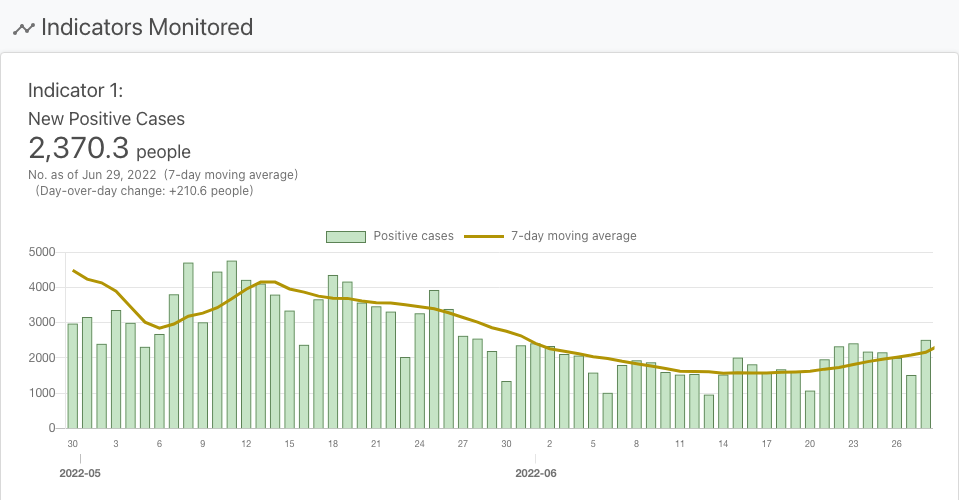 Indicators Monitored
Indicator 1:
New Positive Cases
2,370.3 people
No. as of Jun 29, 2022 (7-day moving average)
(Day-over-day change: +210.6 people)
Positive cases 7-day moving average
5000
4000
3000
2000
1000
0
30 3 6 9 12 15 18 21 24 27 30 2 5 8 11 14 17 20 23 26
2022-05 2022-06